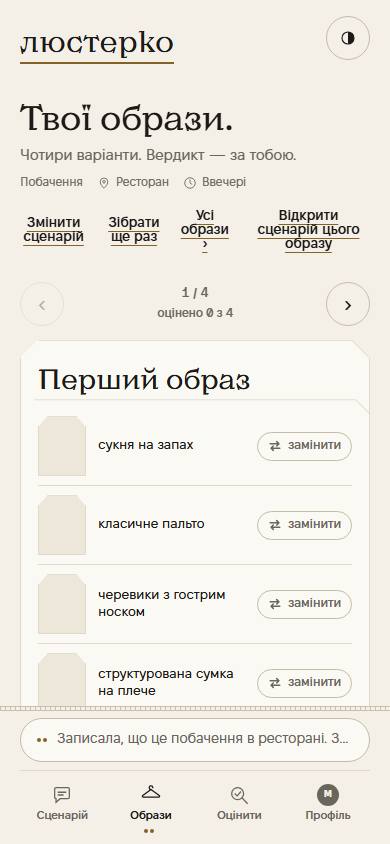 люстерко
Твої образи.
Чотири варіанти. Вердикт — за тобою.
Побачення Ресторан Ввечері
Змінити сценарій Зібрати ще раз Усі образи › Відкрити сценарій цього образу
‹ 1 / 4 ›
оцінено 0 з 4
Перший образ
сукня на запах замінити
класичне пальто замінити
черевики з гострим носком замінити
структурована сумка на плече замінити
Записала, що це побачення в ресторані. З...
Сценарій Образи Оцінити М Профіль